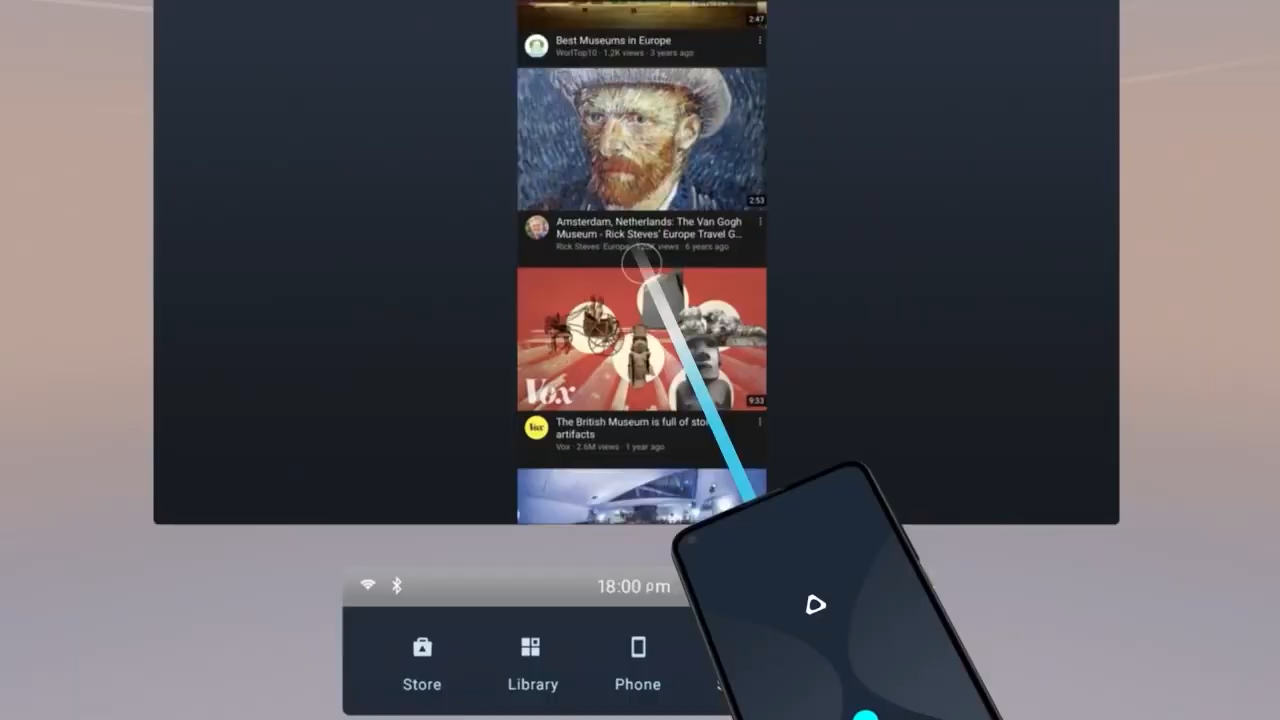 2:47
Best Museums in Europe
WorlTop10 · 1.2K views · 3 years ago
2:53
Amsterdam, Netherlands: The Van Gogh
Museum - Rick Steves' Europe Travel G...
Rick Steves' Europe · views · 6 years ago
Vox
9:33
Vox
The British Museum is full of
artifacts
Vox · 2.6M views · 1 year ago
18:00 pm
Store
Library
Phone